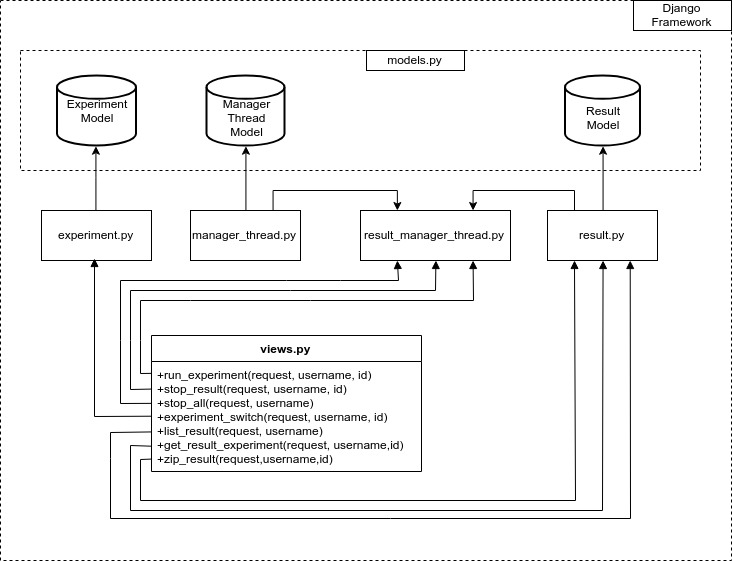 Django
Framework
models.py
Experiment
Model
Manager
Thread
Model
Result
Model
experiment.py
manager_thread.py
result_manager_thread.py
result.py
views.py
+run_experiment(request, username, id)
+stop_result(request, username, id)
+stop_all(request, username)
+experiment_switch(request, username, id)
+list_result(request, username)
+get_result_experiment(request, username,id)
+zip_result(request,username,id)